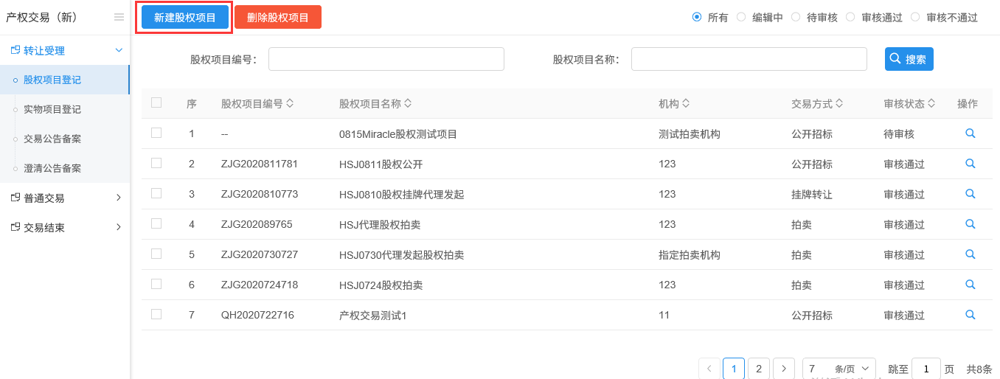 产权交易（新）
新建股权项目 删除股权项目 所有 编辑中 待审核 审核通过 审核不通过
转让受理
股权项目登记
实物项目登记
交易公告备案
澄清公告备案
普通交易
交易结束
股权项目编号： 股权项目名称： 搜索
序 股权项目编号 股权项目名称 机构 交易方式 审核状态 操作
1 -- 0815Miracle股权测试项目 测试拍卖机构 公开招标 待审核
2 ZJG2020811781 HSJ0811股权公开 123 公开招标 审核通过
3 ZJG2020810773 HSJ0810股权挂牌代理发起 123 挂牌转让 审核通过
4 ZJG202089765 HSJ代理股权拍卖 123 拍卖 审核通过
5 ZJG2020730727 HSJ0730代理发起股权拍卖 指定拍卖机构 拍卖 审核通过
6 ZJG2020724718 HSJ0724股权拍卖 123 拍卖 审核通过
7 QH2020722716 产权交易测试1 11 公开招标 审核通过
1 2 7 条/页 跳至 1 页 共8条